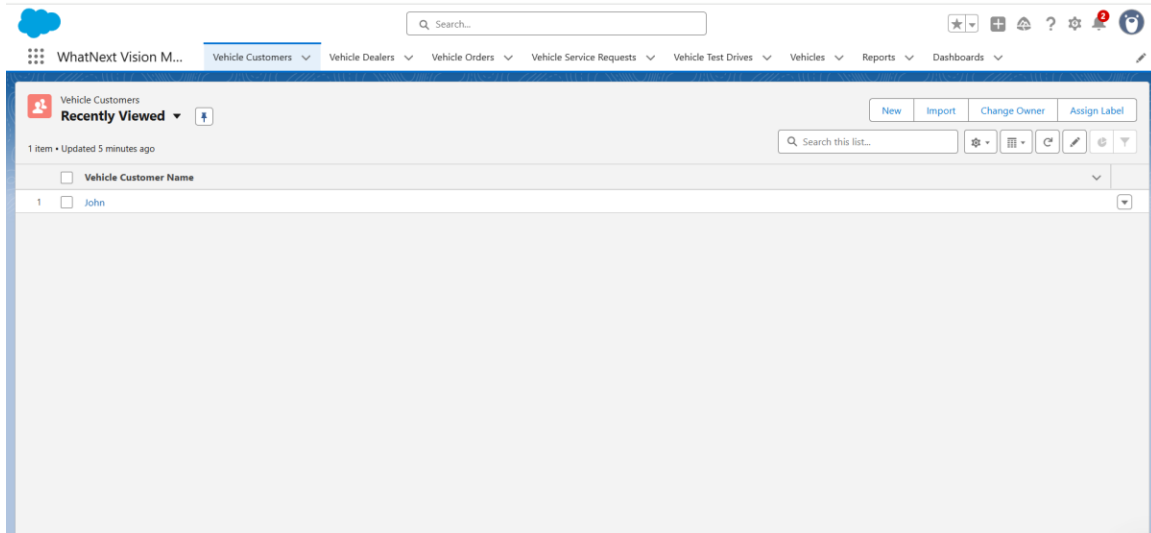 Search...
2
WhatNext Vision M... Vehicle Customers Vehicle Dealers Vehicle Orders Vehicle Service Requests Vehicle Test Drives Vehicles Reports Dashboards
Vehicle Customers
Recently Viewed
New Import Change Owner Assign Label
1 item • Updated 5 minutes ago
Search this list...
Vehicle Customer Name
1 John